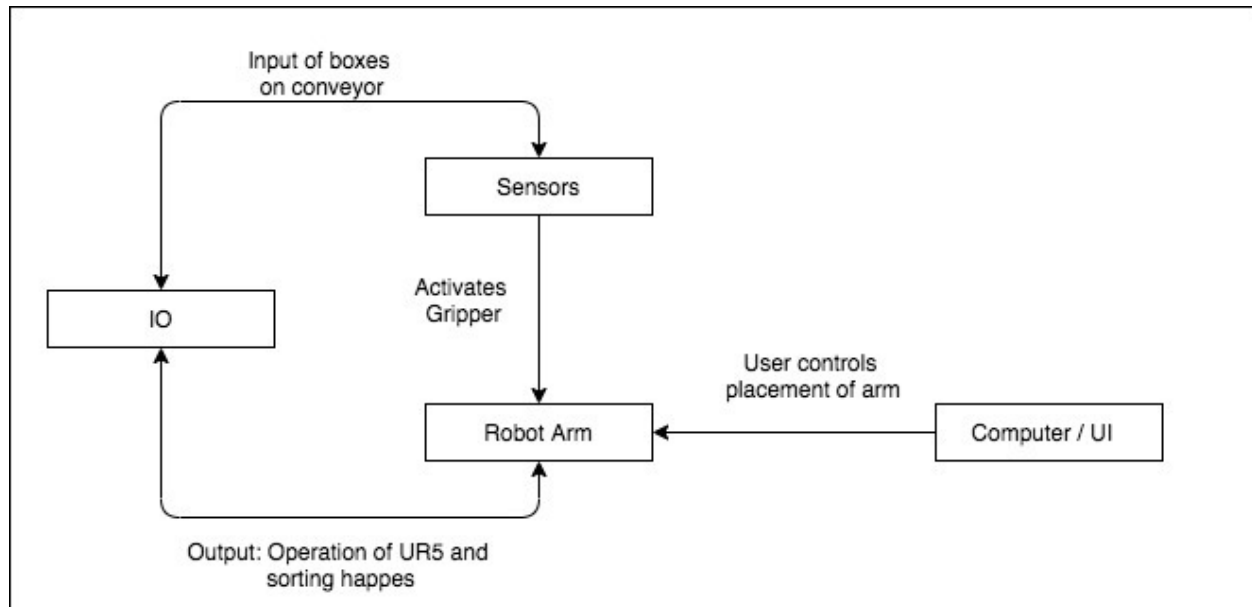 Input of boxes
on conveyor
Sensors
Activates
Gripper
IO
User controls
placement of arm
Robot Arm
Computer / UI
Output: Operation of UR5 and
sorting happes